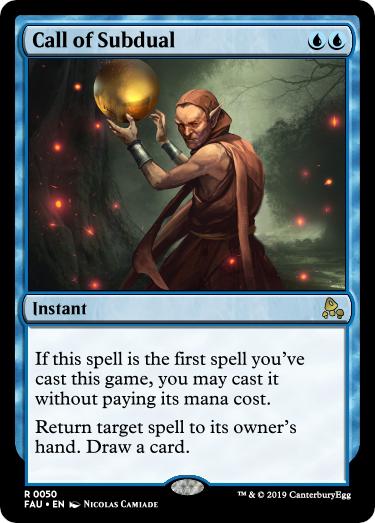 Call of Subdual
Instant
If this spell is the first spell you've
cast this game, you may cast it
without paying its mana cost.
Return target spell to its owner's
hand. Draw a card.
R 0050
FAU • EN Nicolas Camiade
™ & © 2019 CanterburyEgg